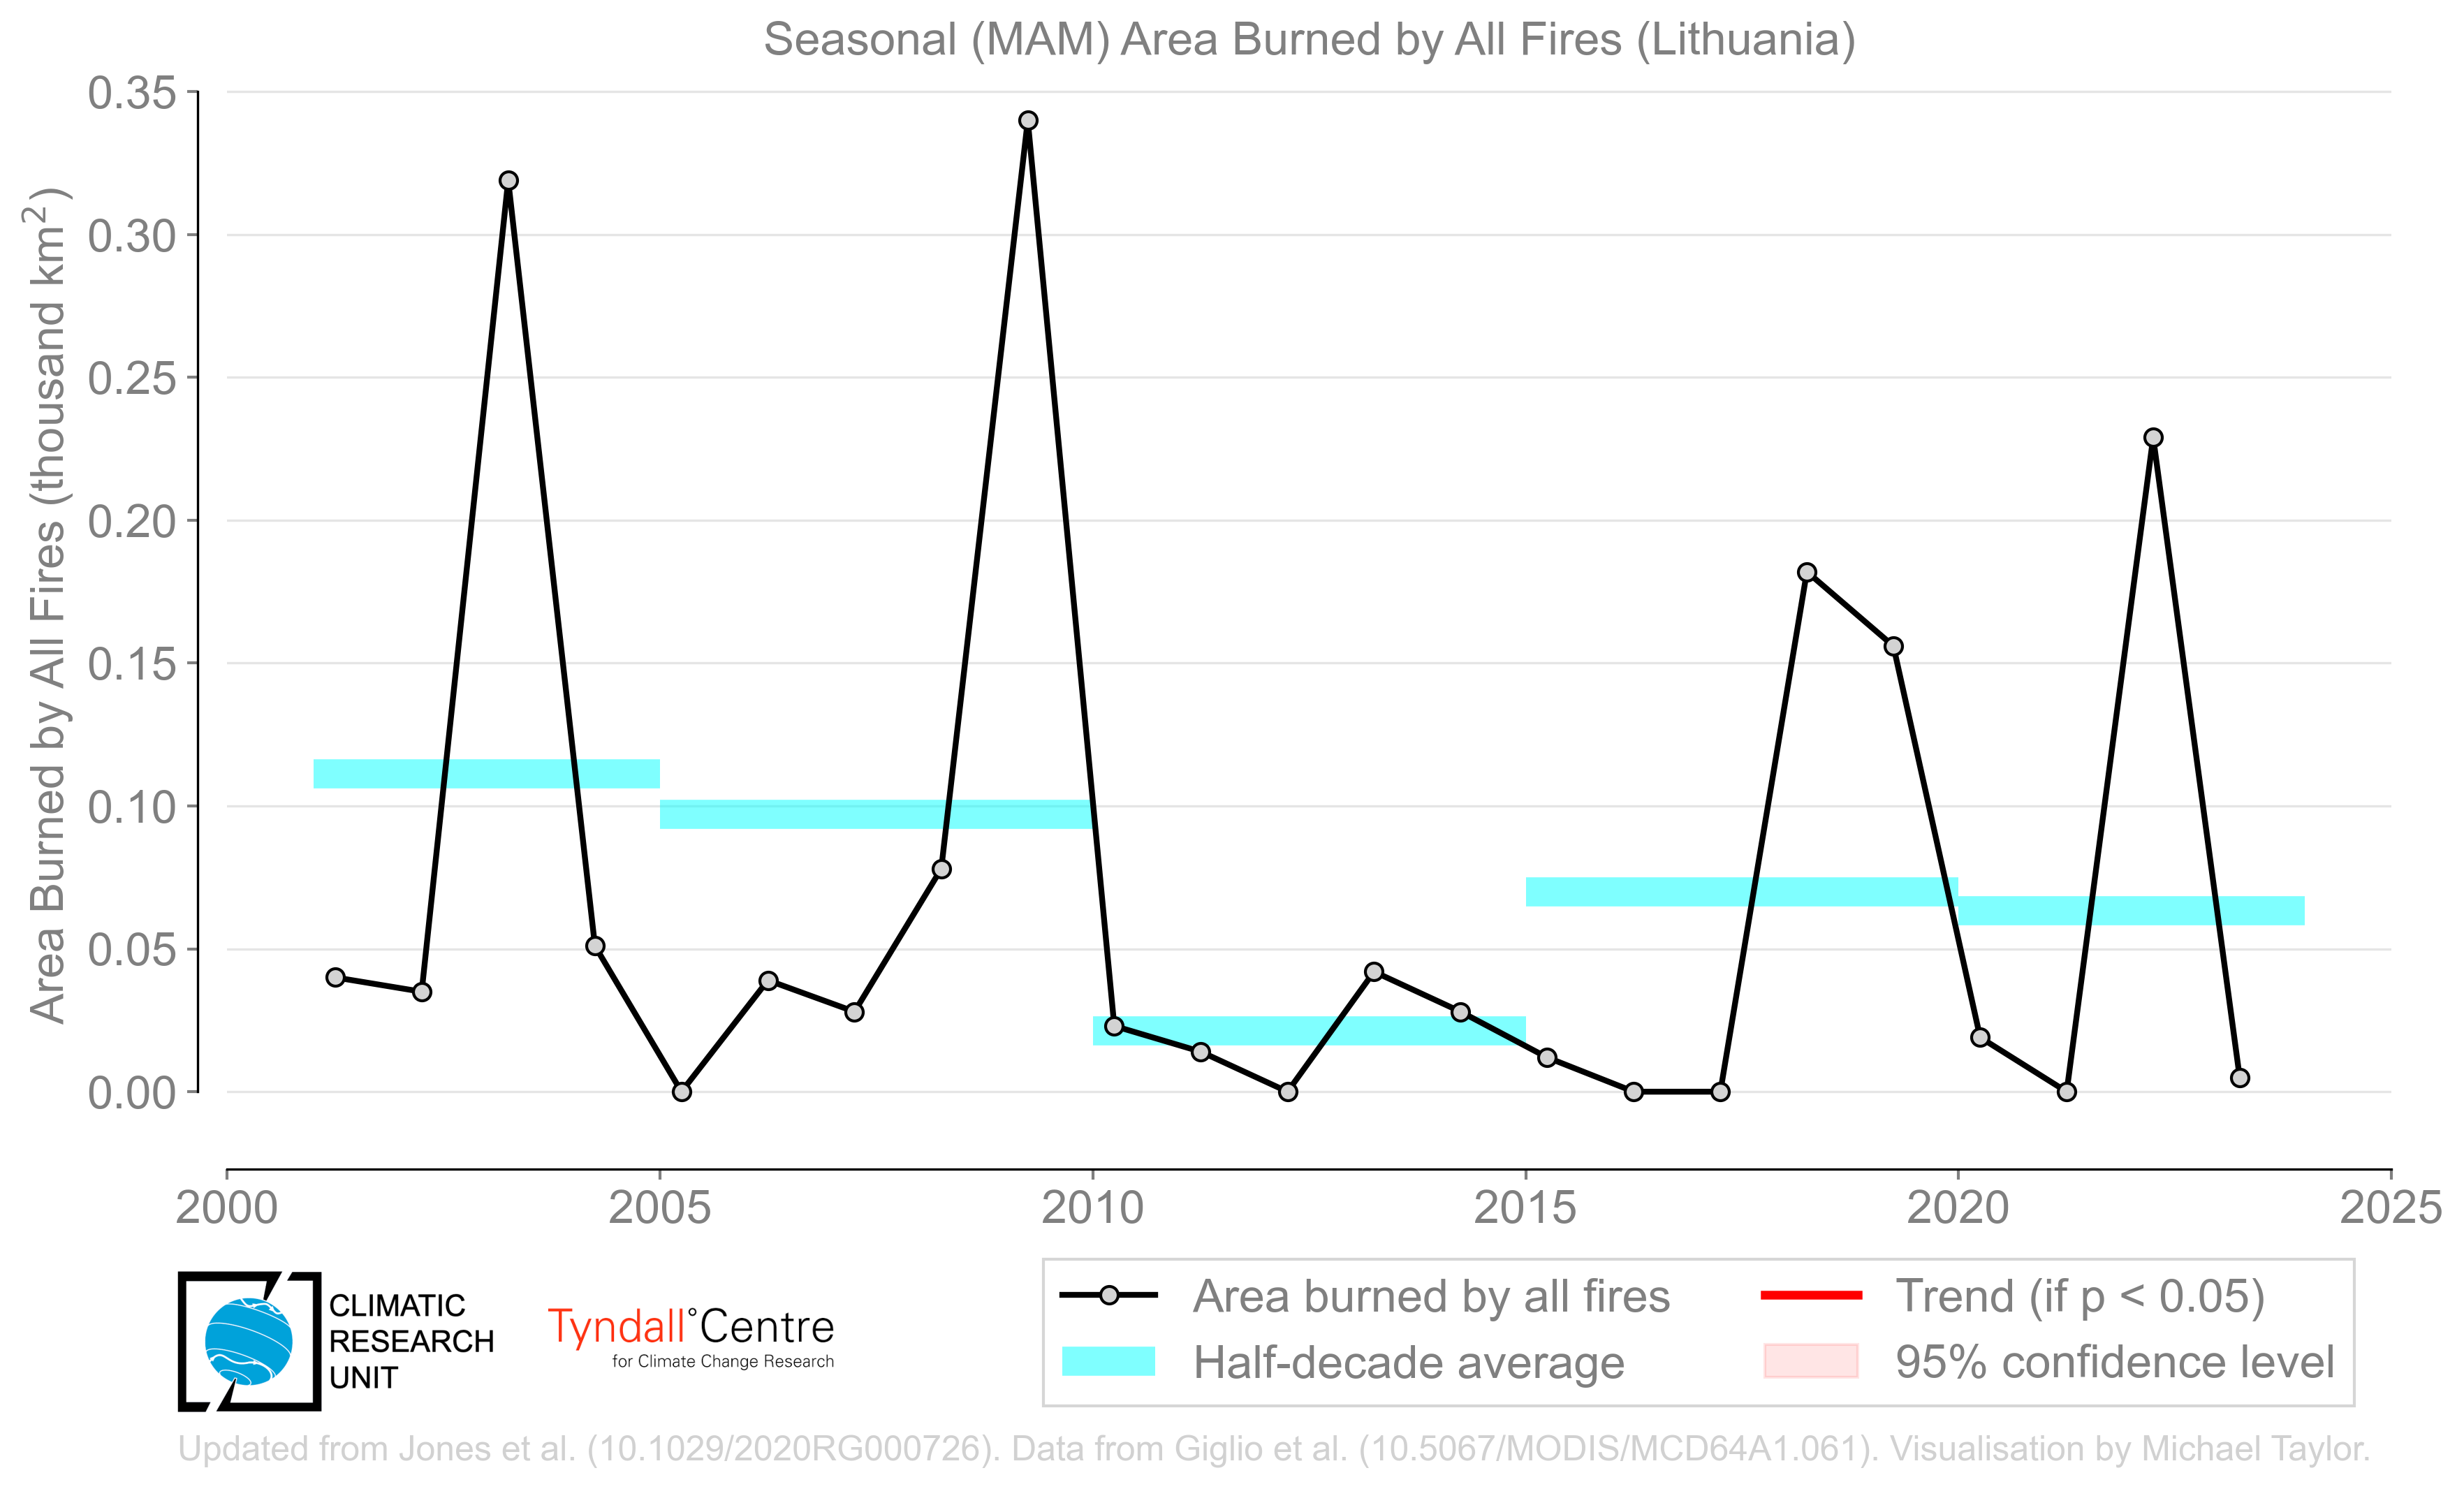 Seasonal (MAM) Area Burned by All Fires (Lithuania)
Area Burned by All Fires (thousand km²)
0.35
0.30
0.25
0.20
0.15
0.10
0.05
0.00
2000 2005 2010 2015 2020 2025
CLIMATIC
RESEARCH
UNIT
Tyndall°Centre
for Climate Change Research
Area burned by all fires
Half-decade average
Trend (if p < 0.05)
95% confidence level
Updated from Jones et al. (10.1029/2020RG000726). Data from Giglio et al. (10.5067/MODIS/MCD64A1.061). Visualisation by Michael Taylor.